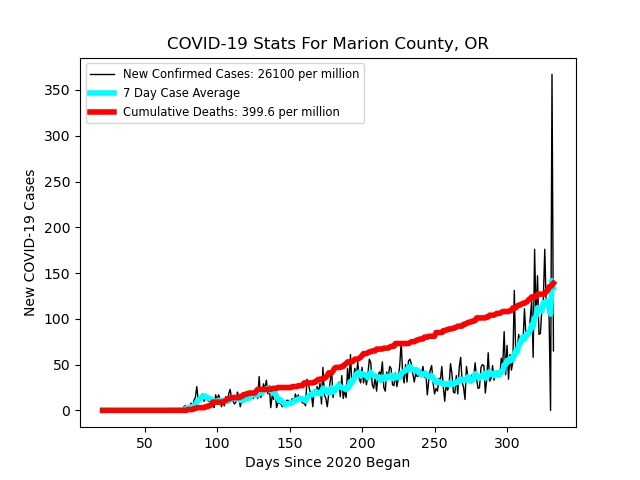 COVID-19 Stats For Marion County, OR
New Confirmed Cases: 26100 per million
7 Day Case Average
Cumulative Deaths: 399.6 per million
New COVID-19 Cases
350
300
250
200
150
100
50
0
50 100 150 200 250 300
Days Since 2020 Began